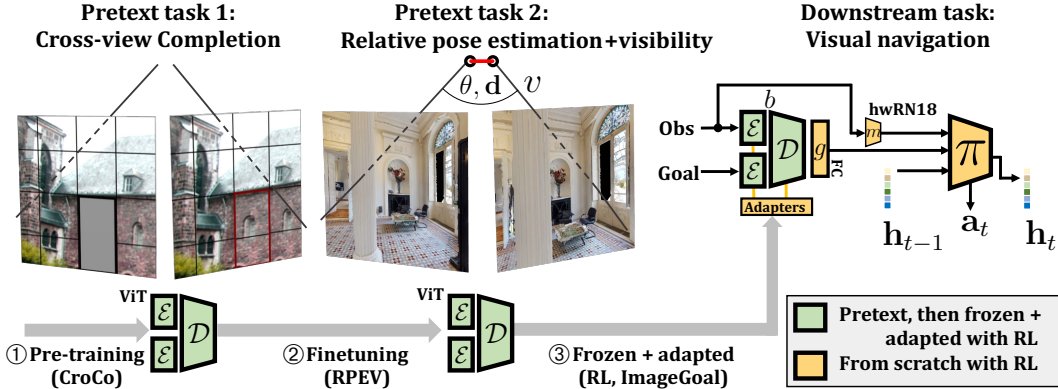 Pretext task 1:
Cross-view Completion
Pretext task 2:
Relative pose estimation+visibility
θ, d
v
Downstream task:
Visual navigation
b
hwRN18
Obs
Goal
ℰ
ℰ
𝒟
g
FC
m
π
Adapters
h_{t−1}
a_t
h_t
ViT
ℰ
ℰ
𝒟
ViT
ℰ
ℰ
𝒟
① Pre-training
(CroCo)
② Finetuning
(RPEV)
③ Frozen + adapted
(RL, ImageGoal)
Pretext, then frozen +
adapted with RL
From scratch with RL